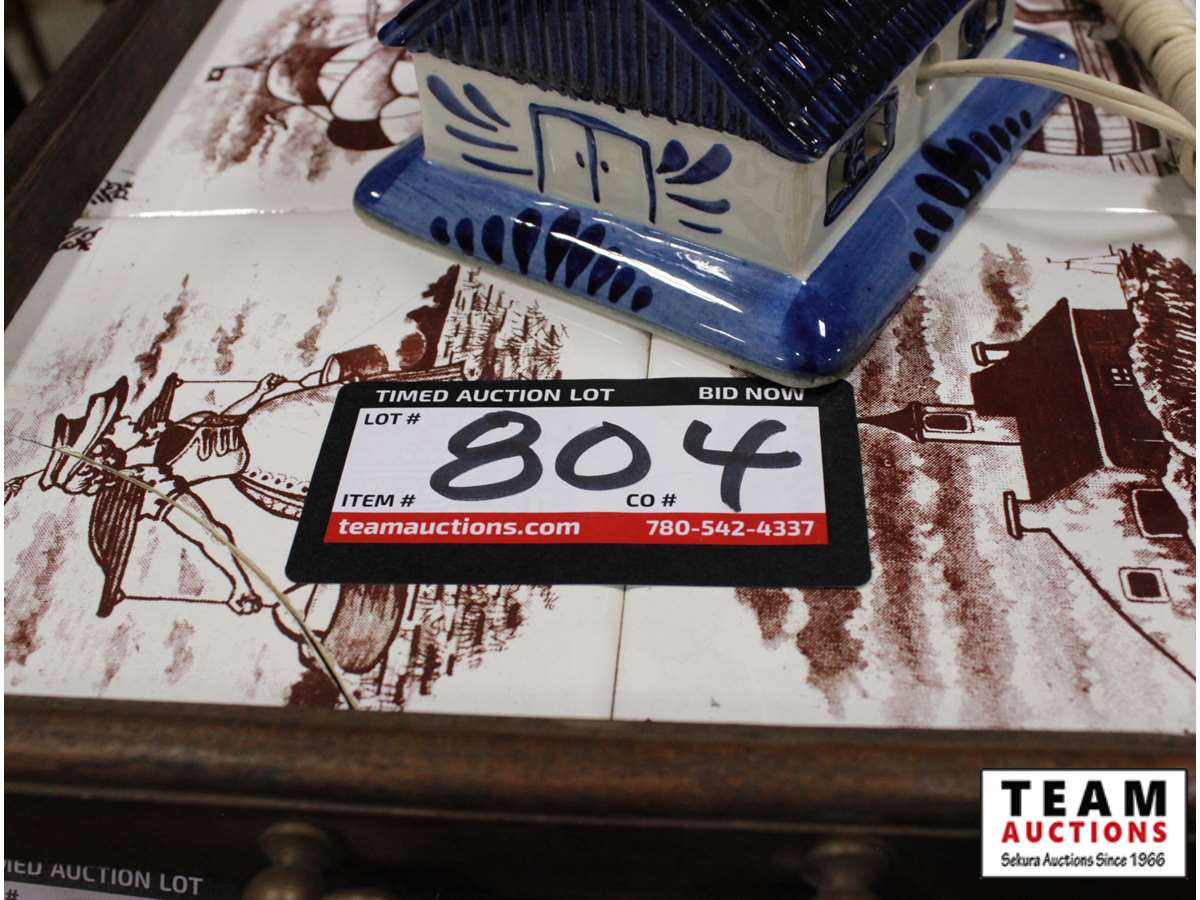 TIMED AUCTION LOT BID NOW
LOT # 804
ITEM # CO #
teamauctions.com 780-542-4337
TEAM
AUCTIONS
Sekura Auctions Since 1966
AUCTION LOT
#